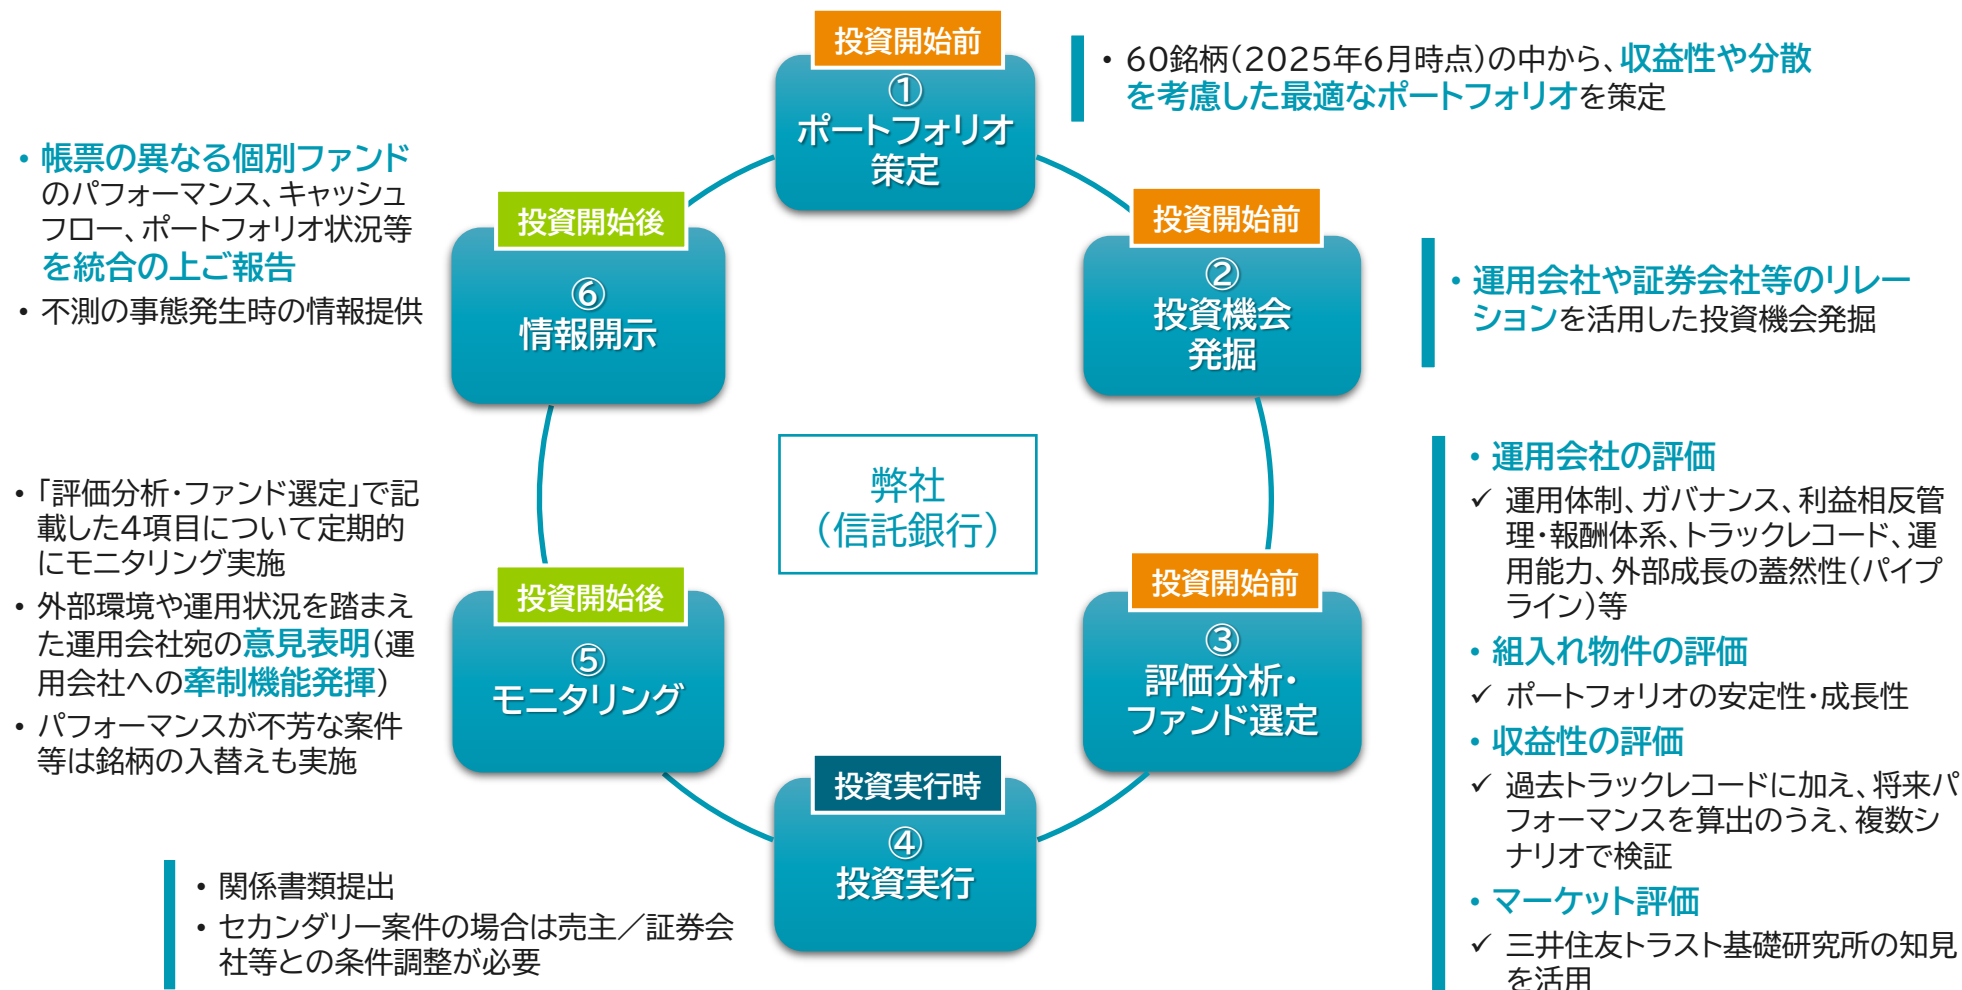 投資開始前
①
ポートフォリオ
策定
・60銘柄（2025年6月時点）の中から、収益性や分散
を考慮した最適なポートフォリオを策定
投資開始前
②
投資機会
発掘
・運用会社や証券会社等のリレー
ションを活用した投資機会発掘
投資開始前
③
評価分析・
ファンド選定
・運用会社の評価
✓ 運用体制、ガバナンス、利益相反管
理・報酬体系、トラックレコード、運
用能力、外部成長の蓋然性（パイプ
ライン）等
・組入れ物件の評価
✓ ポートフォリオの安定性・成長性
・収益性の評価
✓ 過去トラックレコードに加え、将来パ
フォーマンスを算出のうえ、複数シ
ナリオで検証
・マーケット評価
✓ 三井住友トラスト基礎研究所の知見
を活用
投資実行時
④
投資実行
・関係書類提出
・セカンダリー案件の場合は売主／証券会
社等との条件調整が必要
投資開始後
⑤
モニタリング
・「評価分析・ファンド選定」で記
載した4項目について定期的
にモニタリング実施
・外部環境や運用状況を踏まえ
た運用会社宛の意見表明（運
用会社への牽制機能発揮）
・パフォーマンスが不芳な案件
等は銘柄の入替えも実施
投資開始後
⑥
情報開示
・帳票の異なる個別ファンド
のパフォーマンス、キャッシュ
フロー、ポートフォリオ状況等
を統合の上ご報告
・不測の事態発生時の情報提供
弊社
（信託銀行）